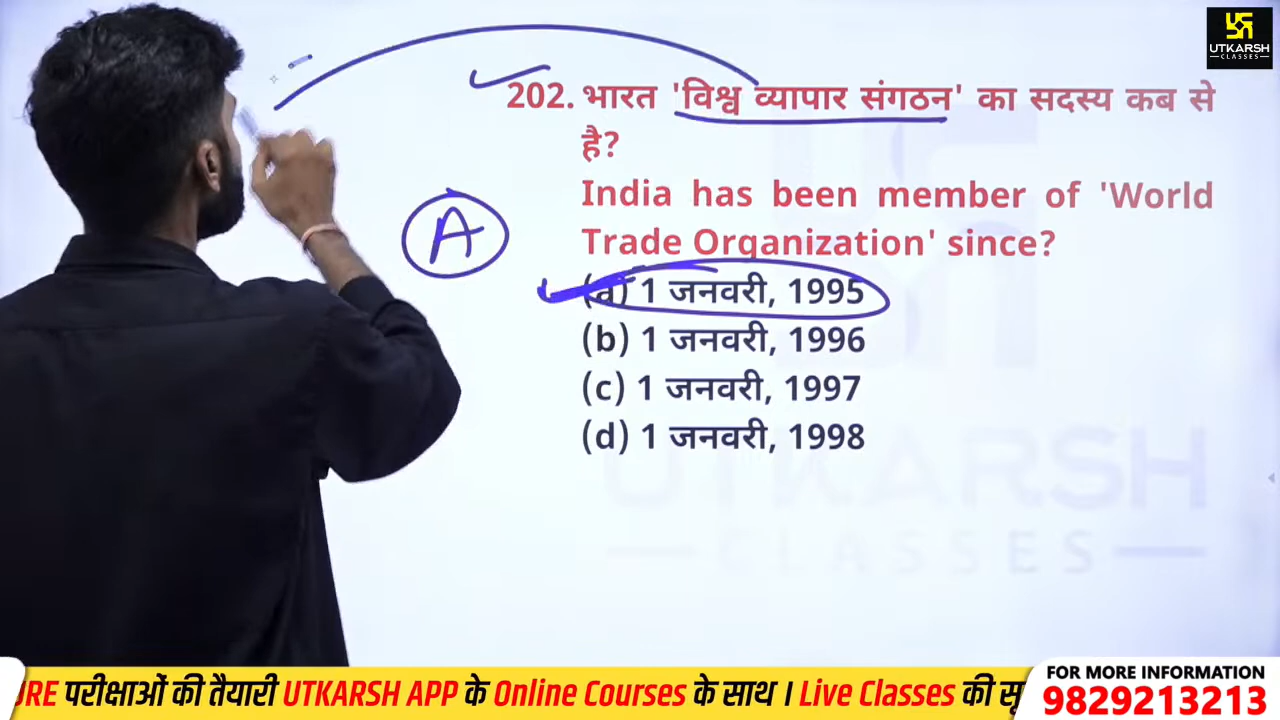 UTKARSH
CLASSES
202. भारत 'विश्व व्यापार संगठन' का सदस्य कब से
है?
India has been member of 'World
Trade Organization' since?
A
(a) 1 जनवरी, 1995
(b) 1 जनवरी, 1996
(c) 1 जनवरी, 1997
(d) 1 जनवरी, 1998
UTKARSH
CLASSES
परीक्षाओं की तैयारी UTKARSH APP के Online Courses के साथ । Live Classes की
FOR MORE INFORMATION
9829213213